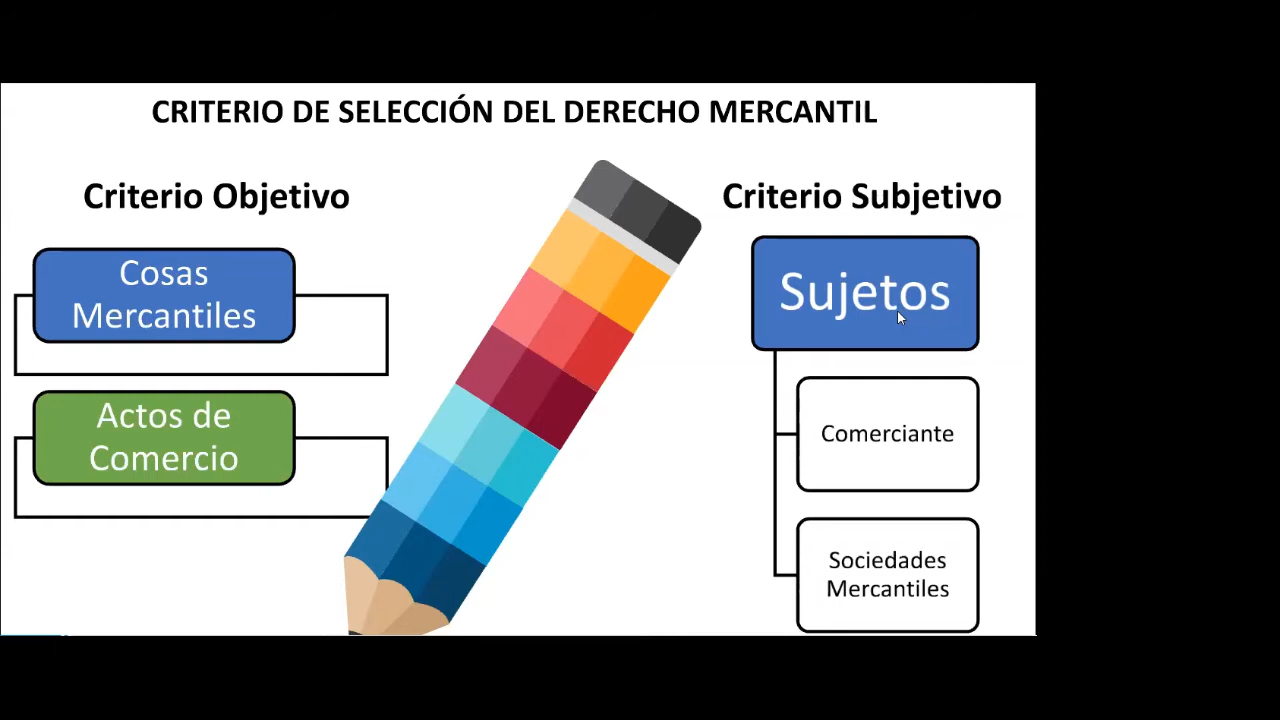 CRITERIO DE SELECCIÓN DEL DERECHO MERCANTIL
Criterio Objetivo
Cosas
Mercantiles
Actos de
Comercio
Criterio Subjetivo
Sujetos
Comerciante
Sociedades
Mercantiles